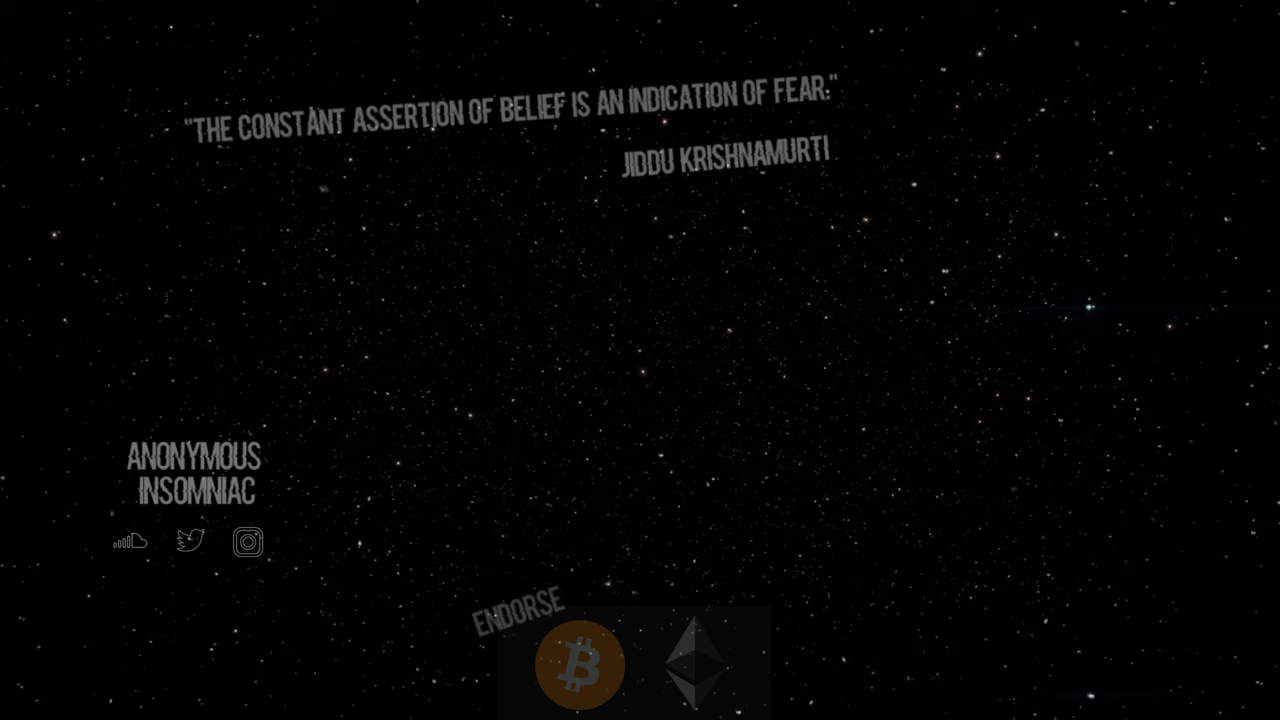 "THE CONSTANT ASSERTION OF BELIEF IS AN INDICATION OF FEAR."
JIDDU KRISHNAMURTI
ANONYMOUS
INSOMNIAC
ENDORSE